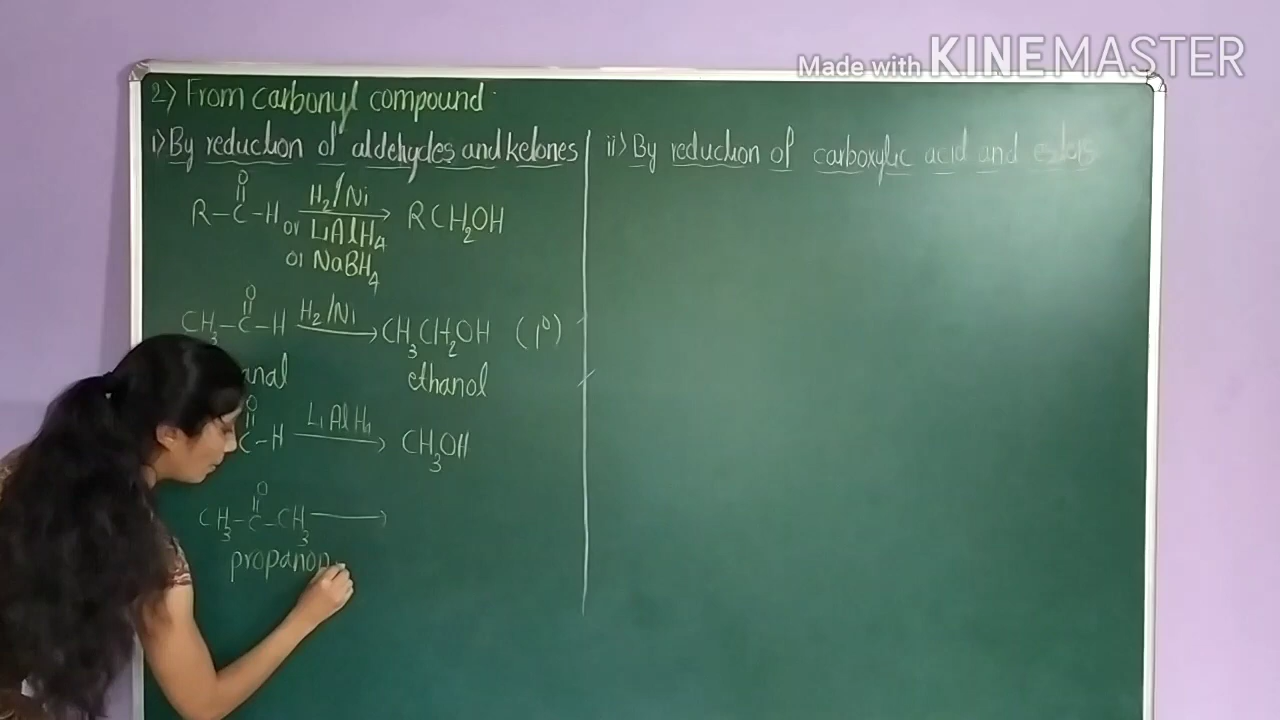 Made with KINEMASTER
2) From carbonyl compound
i) By reduction of aldehydes and ketones
O
R-C-H H2/Ni RCH2OH
or LiAlH4
or NaBH4
O
CH3-C-H H2/Ni CH3CH2OH (1°)
anal ethanol
O
C-H LiAlH4 CH3OH
O
CH3-C-CH3
propanon
ii) By reduction of carboxylic acid and esters